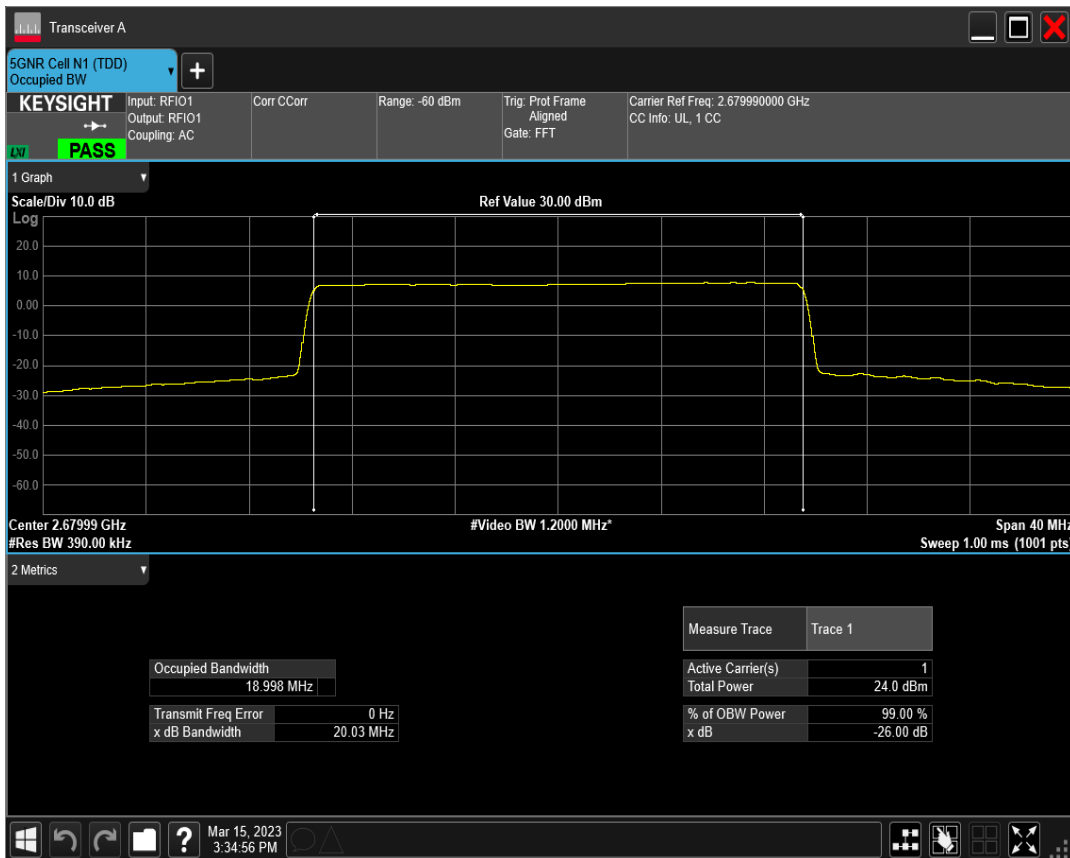 Transceiver A
5GNR Cell N1 (TDD)
Occupied BW
+
KEYSIGHT
LXI
PASS
Input: RFIO1
Output: RFIO1
Coupling: AC
Corr CCorr
Range: -60 dBm
Trig: Prot Frame
Aligned
Gate: FFT
Carrier Ref Freq: 2.679990000 GHz
CC Info: UL, 1 CC
1 Graph
Scale/Div 10.0 dB
Ref Value 30.00 dBm
Log
20.0
10.0
0.00
-10.0
-20.0
-30.0
-40.0
-50.0
-60.0
Center 2.67999 GHz
#Video BW 1.2000 MHz*
Span 40 MHz
#Res BW 390.00 kHz
Sweep 1.00 ms (1001 pts)
2 Metrics
Measure Trace Trace 1
Occupied Bandwidth
18.998 MHz
Active Carrier(s) 1
Total Power 24.0 dBm
Transmit Freq Error 0 Hz
x dB Bandwidth 20.03 MHz
% of OBW Power 99.00 %
x dB -26.00 dB
?
Mar 15, 2023
3:34:56 PM